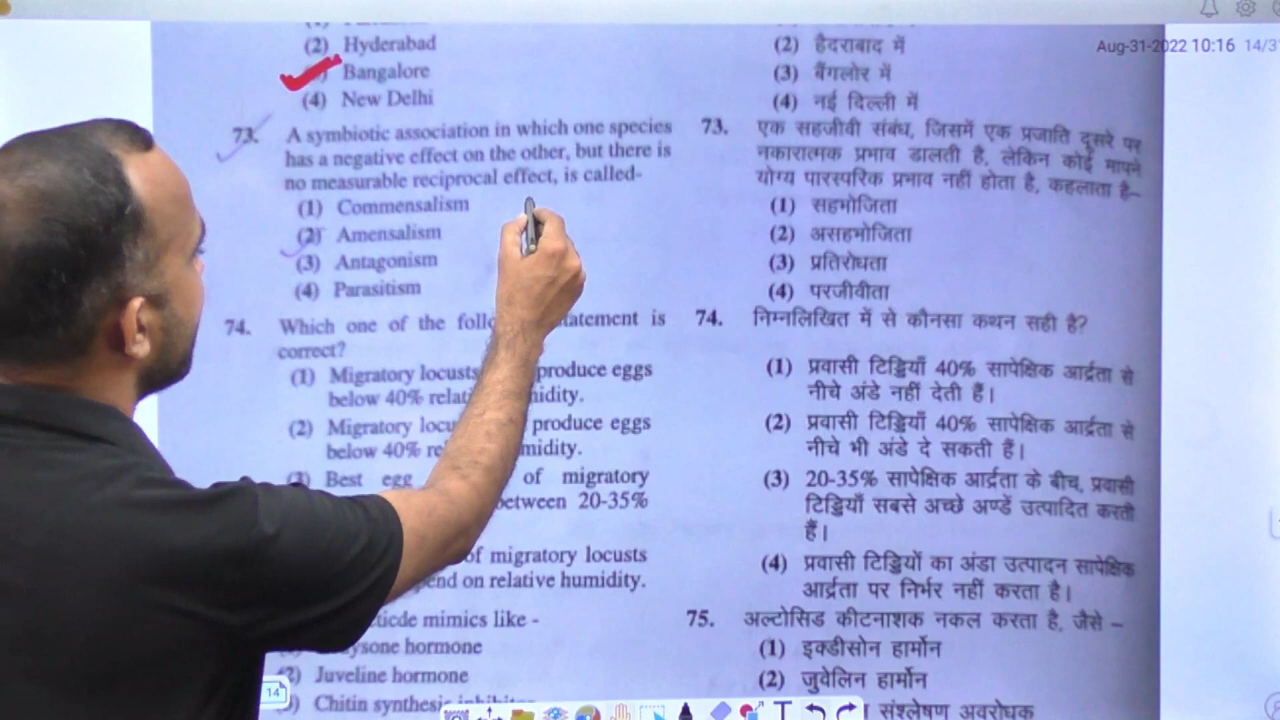 Aug-31-2022 10:16 14/3
(2) Hyderabad
Bangalore
(4) New Delhi
73. A symbiotic association in which one species
has a negative effect on the other, but there is
no measurable reciprocal effect, is called-
(1) Commensalism
(2) Amensalism
(3) Antagonism
(4) Parasitism
74. Which one of the statement is
correct?
(1) Migratory locusts produce eggs
below 40%
(2) Migratory produce eggs
below 40%
Best egg of migratory
between 20-35%
of migratory locusts
on relative humidity.
mimics like -
hormone
Juveline hormone
Chitin
14
(2) हैदराबाद में
(3) बैंगलोर में
(4) नई दिल्ली में
73. एक सहजीवी संबंध, जिसमें एक प्रजाति दूसरे पर
नकारात्मक प्रभाव डालती है, लेकिन कोई मापने
योग्य पारस्परिक प्रभाव नहीं होता है, कहलाता है–
(1) सहभोजिता
(2) असहभोजिता
(3) प्रतिरोधता
(4) परजीवीता
74. निम्नलिखित में से कौनसा कथन सही है?
(1) प्रवासी टिड्डियाँ 40% सापेक्षिक आर्द्रता से
नीचे अंडे नहीं देती हैं।
(2) प्रवासी टिड्डियाँ 40% सापेक्षिक आर्द्रता से
नीचे भी अंडे दे सकती हैं।
(3) 20-35% सापेक्षिक आर्द्रता के बीच, प्रवासी
टिड्डियाँ सबसे अच्छे अण्डें उत्पादित करती
हैं।
(4) प्रवासी टिड्डियों का अंडा उत्पादन सापेक्षिक
आर्द्रता पर निर्भर नहीं करता है।
75. अल्टोसिड कीटनाशक नकल करता है, जैसे –
(1) इक्डीसोन हार्मोन
(2) जुवेलिन हार्मोन
संश्लेषण अवरोधक